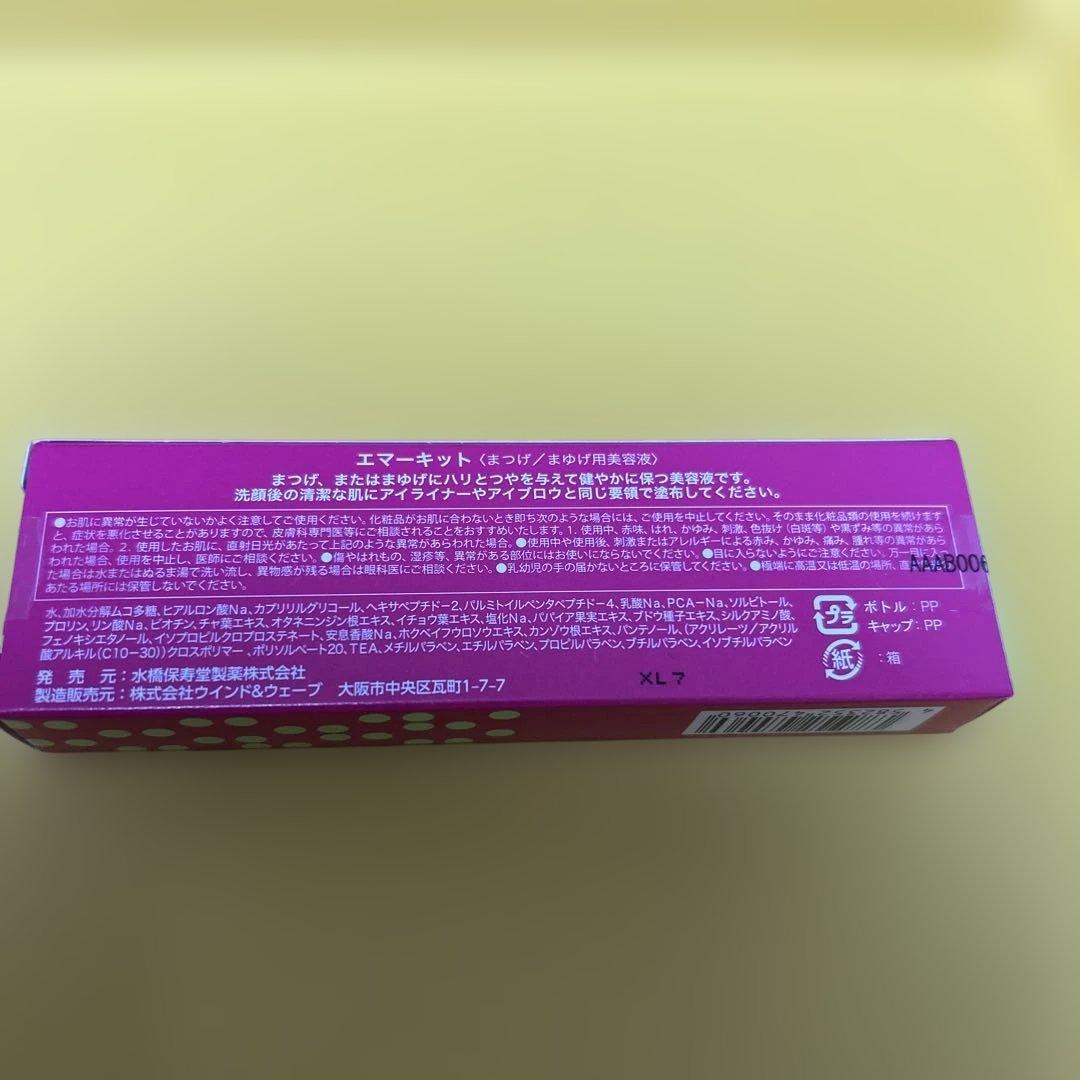 エマーキット〈まつげ／まゆげ用美容液〉
まつげ、またはまゆげにハリとつやを与えて健やかに保つ美容液です。
洗顔後の清潔な肌にアイライナーやアイブロウと同じ要領で塗布してください。
●お肌に異常が生じていないかよく注意してご使用ください。化粧品がお肌に合わないとき即ち次のような場合には、ご使用を中止してください。そのまま化粧品類の使用を続けます
と、症状を悪化させることがありますので、皮膚科専門医等にご相談されることをおすすめいたします。1. 使用中、赤味、はれ、かゆみ、刺激、色抜け（白斑等）や黒ずみ等の異常があら
われた場合。2. 使用したお肌に、直射日光があたって上記のような異常があらわれた場合。●使用中や使用後、刺激またはアレルギーによる赤み、かゆみ、痛み、腫れ等の異常があら
われた場合、使用を中止し、医師にご相談ください。●傷やはれもの、湿疹等、異常がある部位にはお使いにならないでください。●目に入らないようにご注意ください。万一目に
た場合は水またはぬるま湯で洗い流し、異物感が残る場合は眼科医にご相談ください。●乳幼児の手の届かないところに保管してください。●極端に高温又は低温の場所、直
あたる場所には保管しないでください。
AAAB006
水、加水分解ムコ多糖、ヒアルロン酸Na、カプリリルグリコール、ヘキサペプチド-2、パルミトイルペンタペプチド-4、乳酸Na、PCA-Na、ソルビトール、
プロリン、リン酸Na、ビオチン、チャ葉エキス、オタネニンジン根エキス、イチョウ葉エキス、塩化Na、パパイア果実エキス、ブドウ種子エキス、シルクアミノ酸、
フェノキシエタノール、イソプロピルクロプロステネート、安息香酸Na、ホクベイフウロソウエキス、カンゾウ根エキス、パンテノール、（アクリレーツ／アクリル
酸アルキル（C10-30））クロスポリマー、ポリソルベート20、TEA、メチルパラベン、エチルパラベン、プロピルパラベン、ブチルパラベン、イソブチルパラベン
プラ
ボトル：PP
キャップ：PP
紙
：箱
発 売 元：水橋保寿堂製薬株式会社
製造販売元：株式会社ウインド&ウェーブ 大阪市中央区瓦町1-7-7
XL7